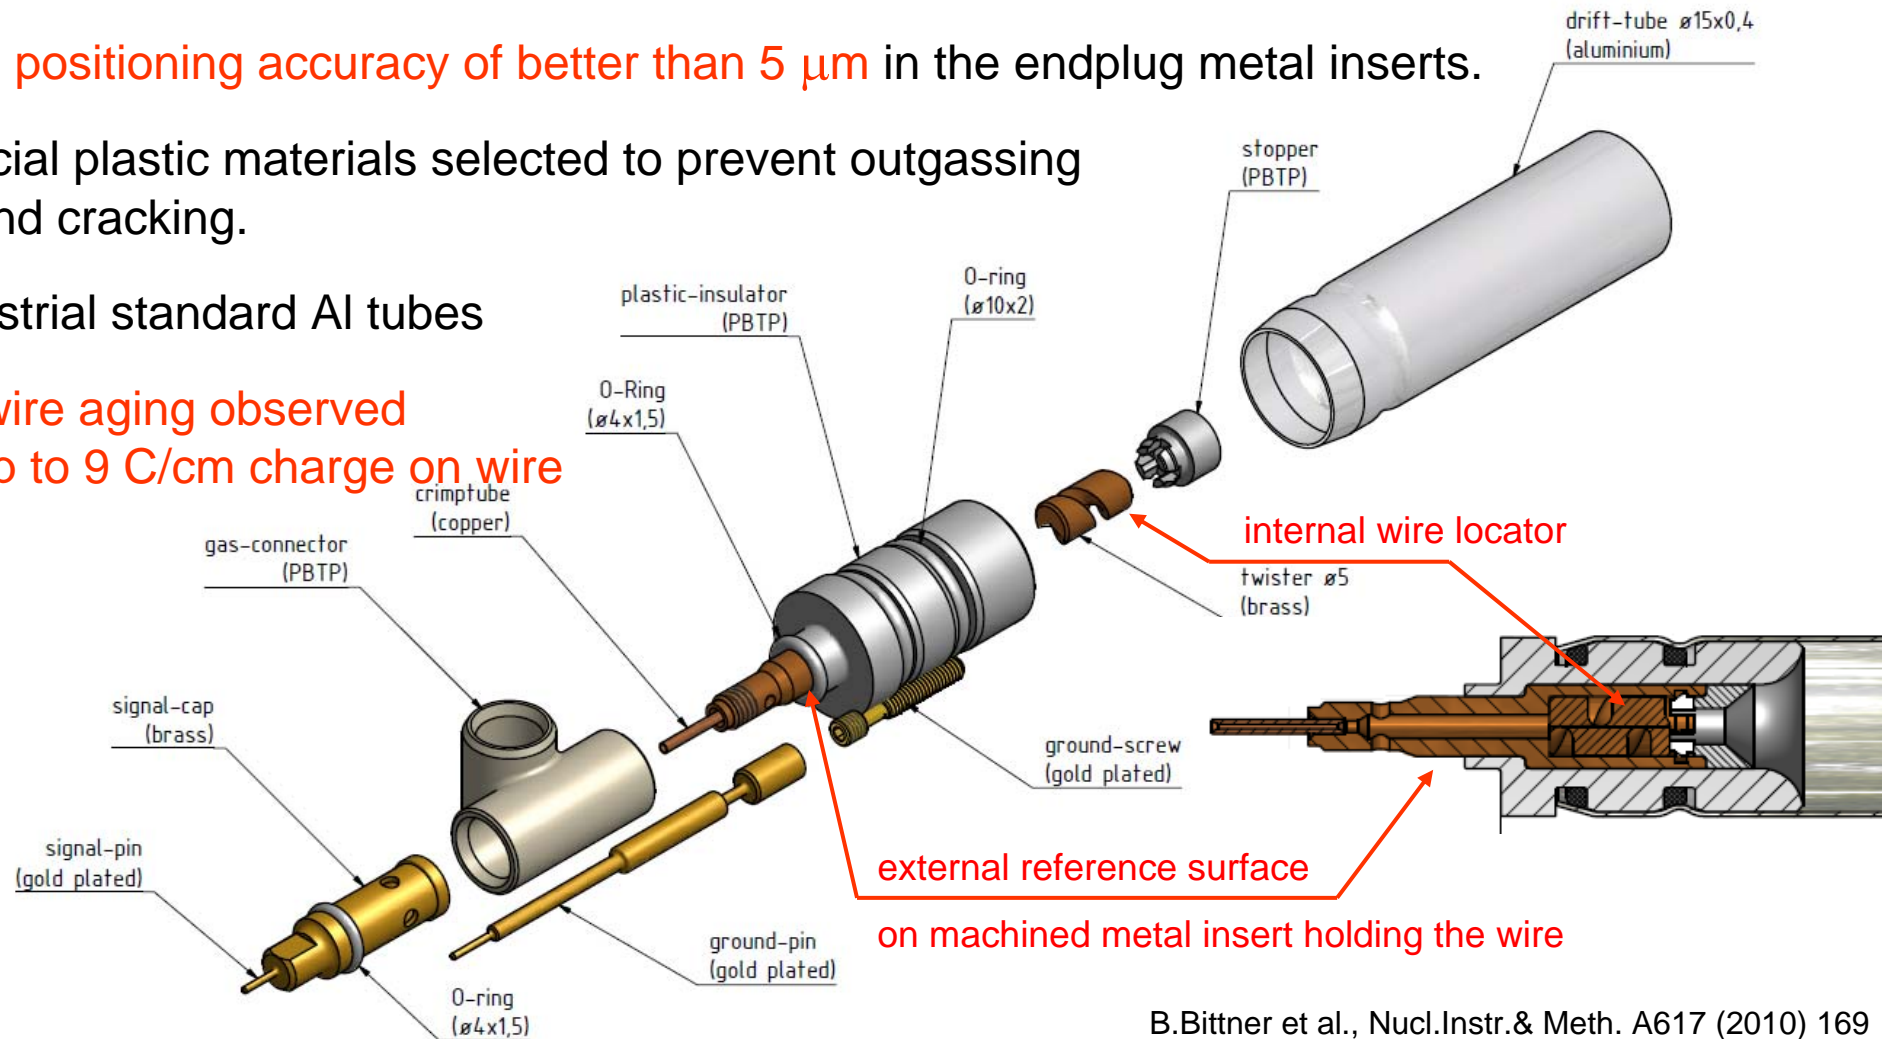 positioning accuracy of better than 5 μm in the endplug metal inserts.
cial plastic materials selected to prevent outgassing
nd cracking.
strial standard Al tubes
wire aging observed
o to 9 C/cm charge on wire
drift-tube ø15x0,4
(aluminium)
stopper
(PBTP)
O-ring
(ø10x2)
plastic-insulator
(PBTP)
O-Ring
(ø4x1,5)
crimptube
(copper)
gas-connector
(PBTP)
internal wire locator
twister ø5
(brass)
signal-cap
(brass)
ground-screw
(gold plated)
signal-pin
(gold plated)
external reference surface
on machined metal insert holding the wire
ground-pin
(gold plated)
O-ring
(ø4x1,5)
B.Bittner et al., Nucl.Instr.& Meth. A617 (2010) 169